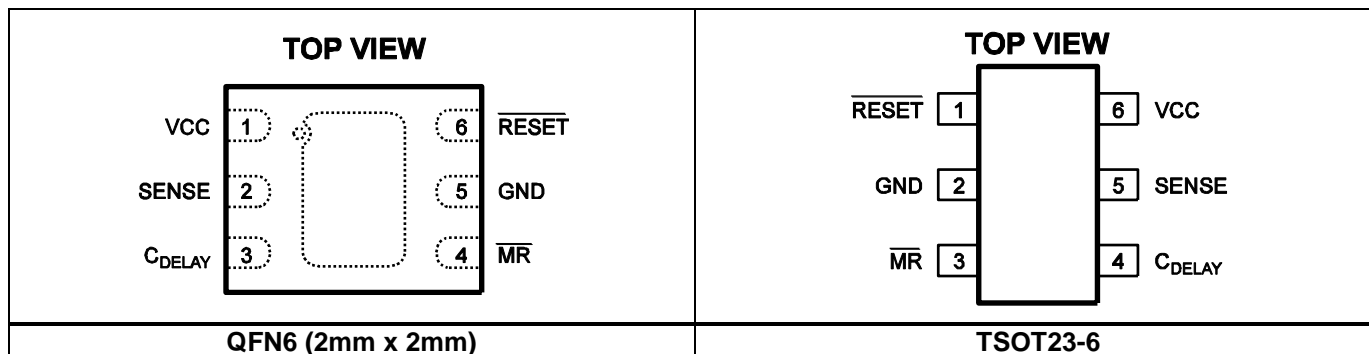 TOP VIEW
VCC 1 6 RESET
SENSE 2 5 GND
CDELAY 3 4 MR
QFN6 (2mm x 2mm)
TOP VIEW
RESET 1 6 VCC
GND 2 5 SENSE
MR 3 4 CDELAY
TSOT23-6